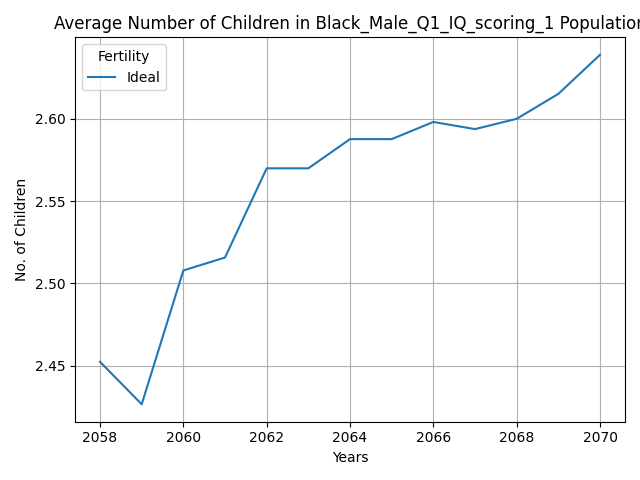 Average Number of Children in Black_Male_Q1_IQ_scoring_1 Population
Fertility
Ideal
No. of Children
2.60
2.55
2.50
2.45
2058 2060 2062 2064 2066 2068 2070
Years